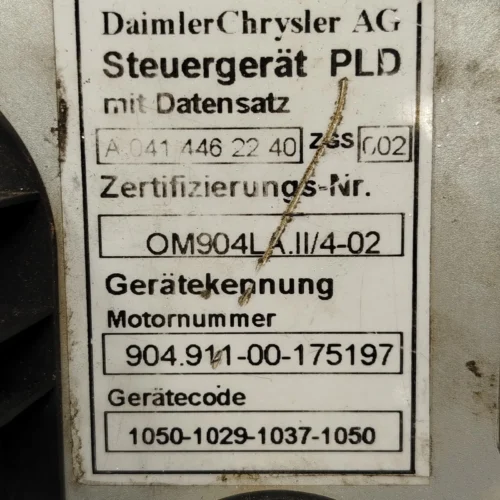 DaimlerChrysler AG
Steuergerät PLD
mit Datensatz
A 041 446 22 40 ZGS 002
Zertifizierungs-Nr.
OM904LA.II/4-02
Gerätekennung
Motornummer
904.911-00-175197
Gerätecode
1050-1029-1037-1050